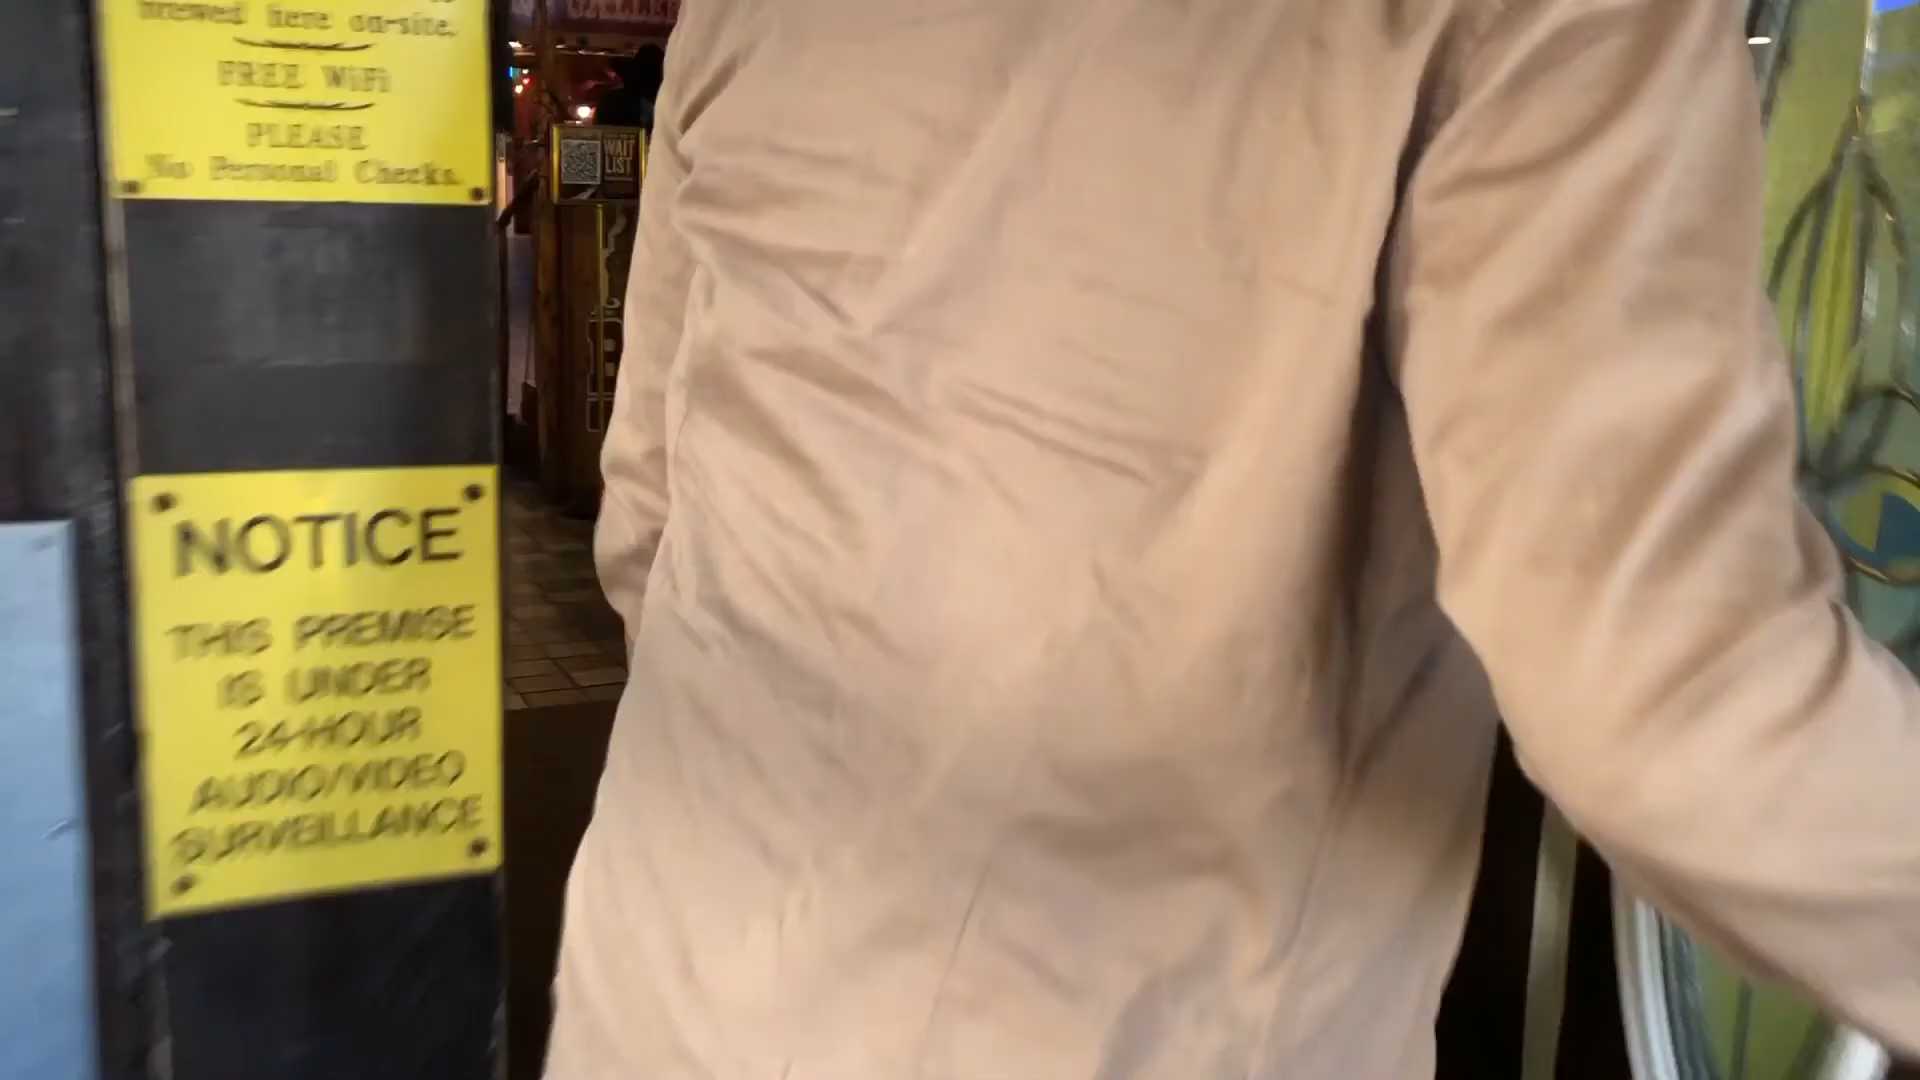 brewed here on-site.
FREE WiFi
PLEASE
No Personal Checks.
WAIT
LIST
NOTICE
THIS PREMISE
IS UNDER
24-HOUR
AUDIO/VIDEO
SURVEILLANCE